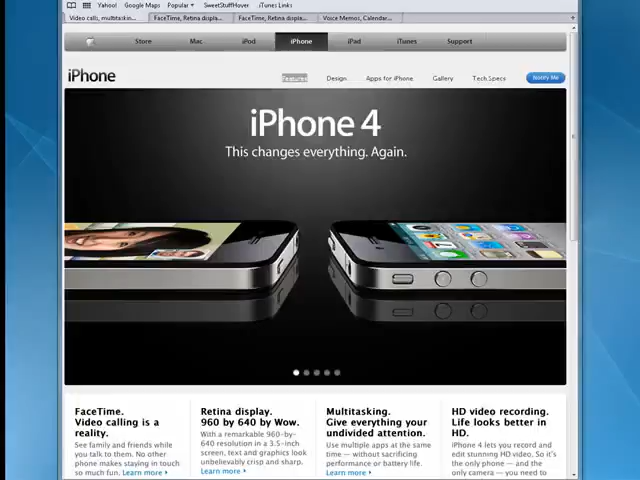 Yahoo! Google Maps Popular SweetStuffHover iTunes Links
Video calls, multitaskin... FaceTime, Retina displa... FaceTime, Retina displa... Voice Memos, Calendar...
Store Mac iPod iPhone iPad iTunes Support
iPhone Features Design Apps for iPhone Gallery Tech Specs Notify Me
iPhone 4
This changes everything. Again.
FaceTime.
Video calling is a
reality.
See family and friends while
you talk to them. No other
phone makes staying in touch
so much fun. Learn more
Retina display.
960 by 640 by Wow.
With a remarkable 960-by-
640 resolution in a 3.5-inch
screen, text and graphics look
unbelievably crisp and sharp.
Learn more
Multitasking.
Give everything your
undivided attention.
Use multiple apps at the same
time — without sacrificing
performance or battery life.
Learn more
HD video recording.
Life looks better in
HD.
iPhone 4 lets you record and
edit stunning HD video. So it's
the only phone — and the
only camera — you need to